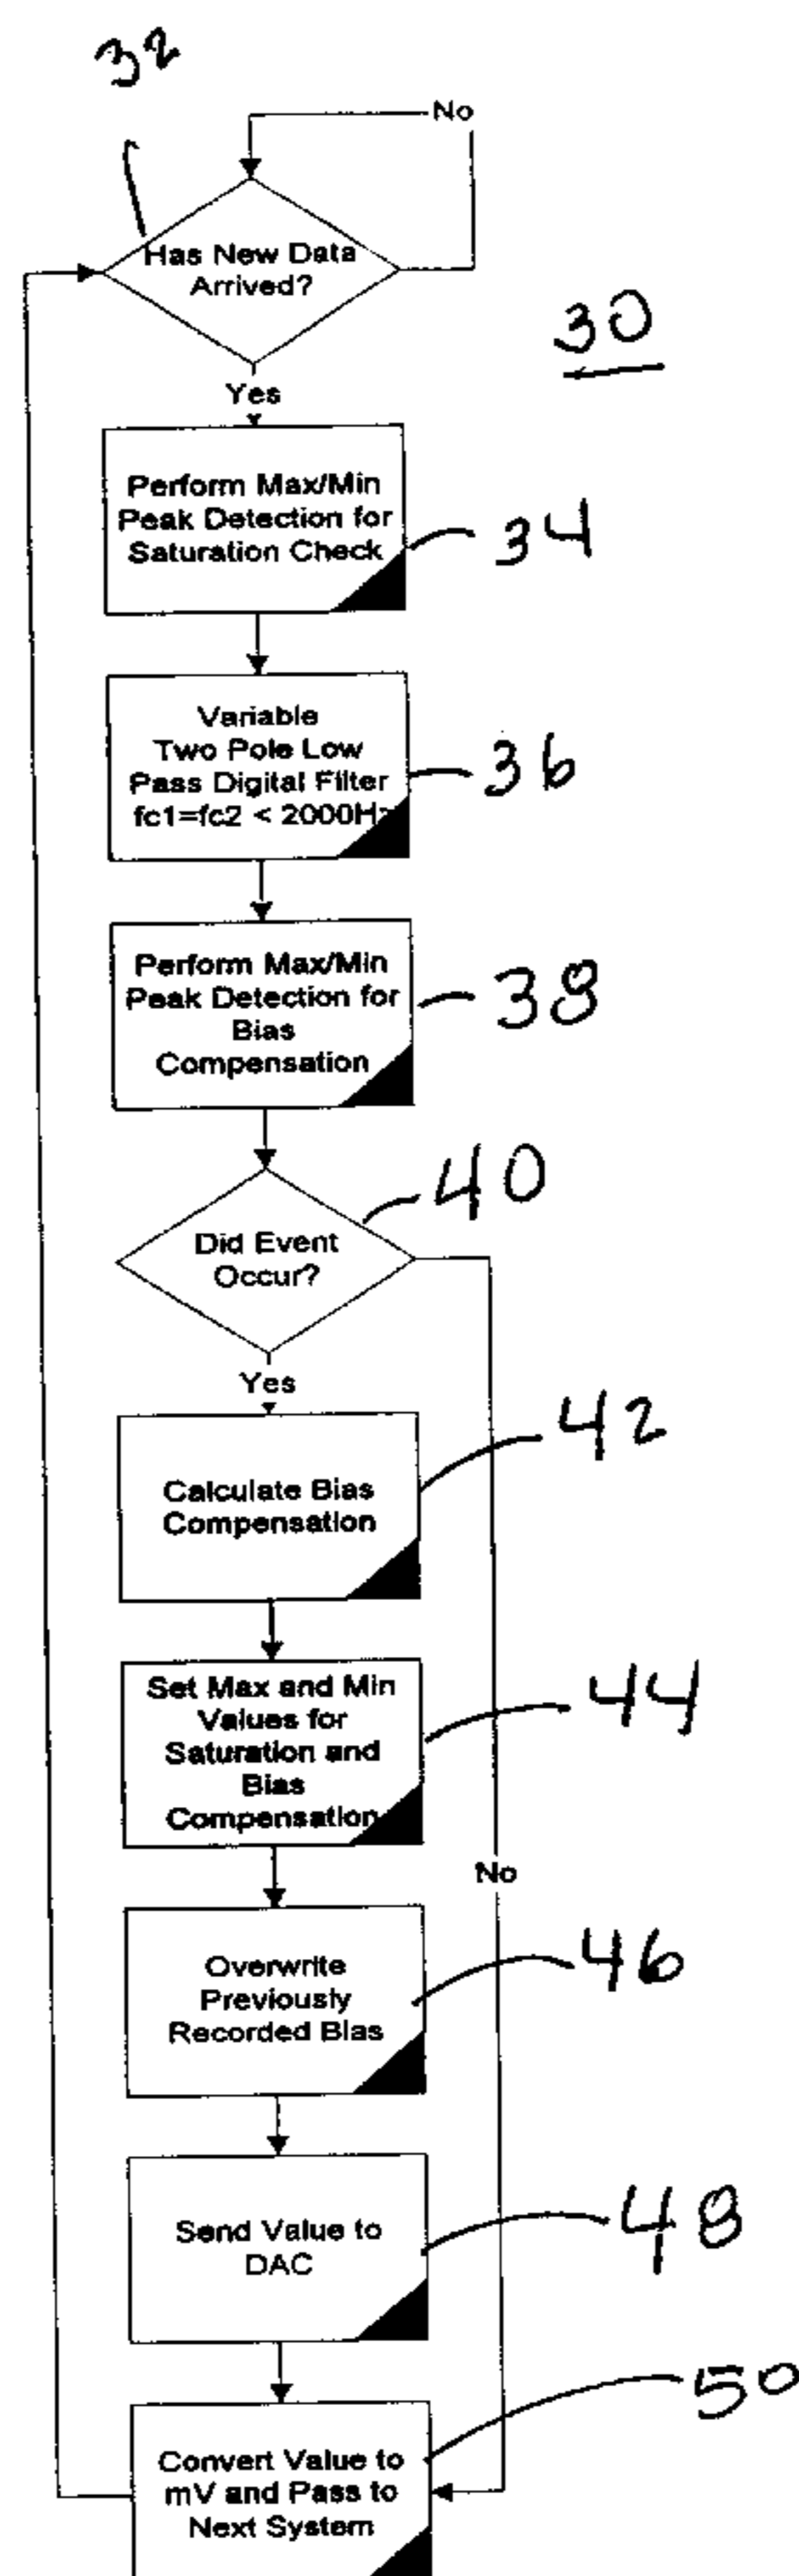 32
No
Has New Data
Arrived?
30
Yes
Perform Max/Min
Peak Detection for
Saturation Check
34
Variable
Two Pole Low
Pass Digital Filter
fc1=fc2 < 2000Hz
36
Perform Max/Min
Peak Detection for
Bias
Compensation
38
40
Did Event
Occur?
Yes
42
Calculate Bias
Compensation
Set Max and Min
Values for
Saturation and
Bias
Compensation
44
No
Overwrite
Previously
Recorded Bias
46
Send Value to
DAC
48
50
Convert Value to
mV and Pass to
Next System